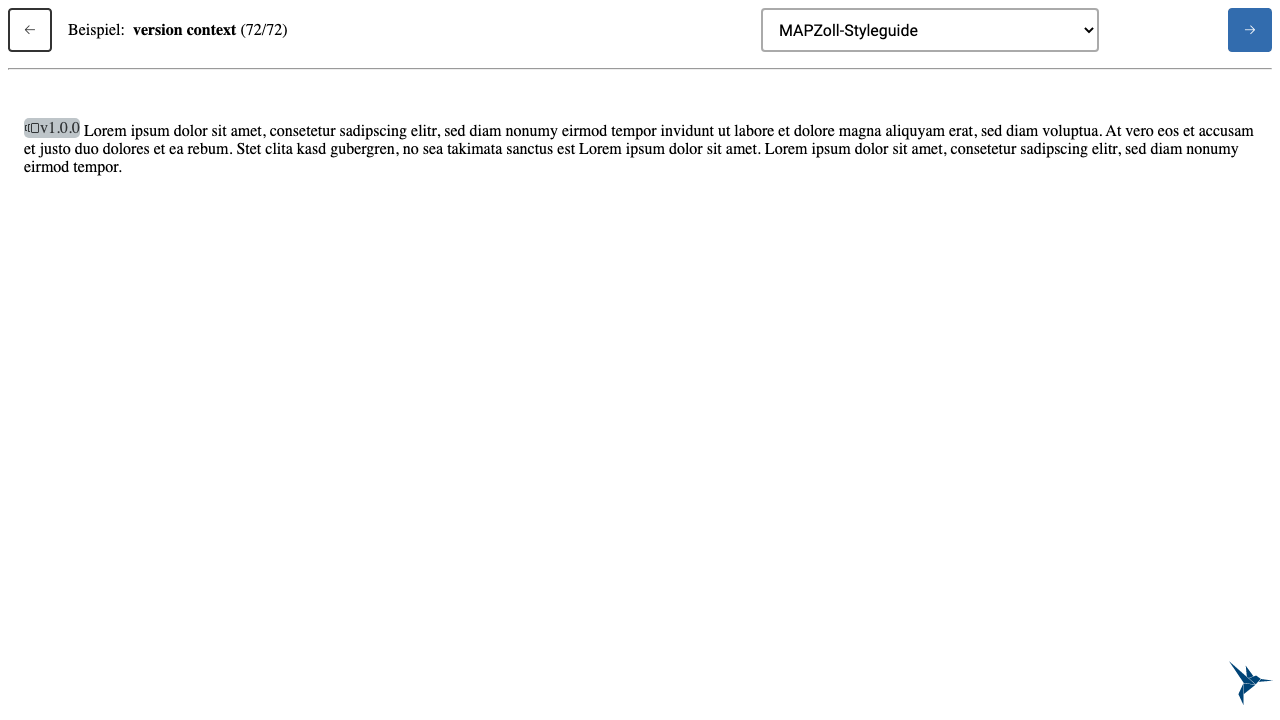 Beispiel: version context (72/72)
MAPZoll-Styleguide
v1.0.0 Lorem ipsum dolor sit amet, consetetur sadipscing elitr, sed diam nonumy eirmod tempor invidunt ut labore et dolore magna aliquyam erat, sed diam voluptua. At vero eos et accusam
et justo duo dolores et ea rebum. Stet clita kasd gubergren, no sea takimata sanctus est Lorem ipsum dolor sit amet. Lorem ipsum dolor sit amet, consetetur sadipscing elitr, sed diam nonumy
eirmod tempor.